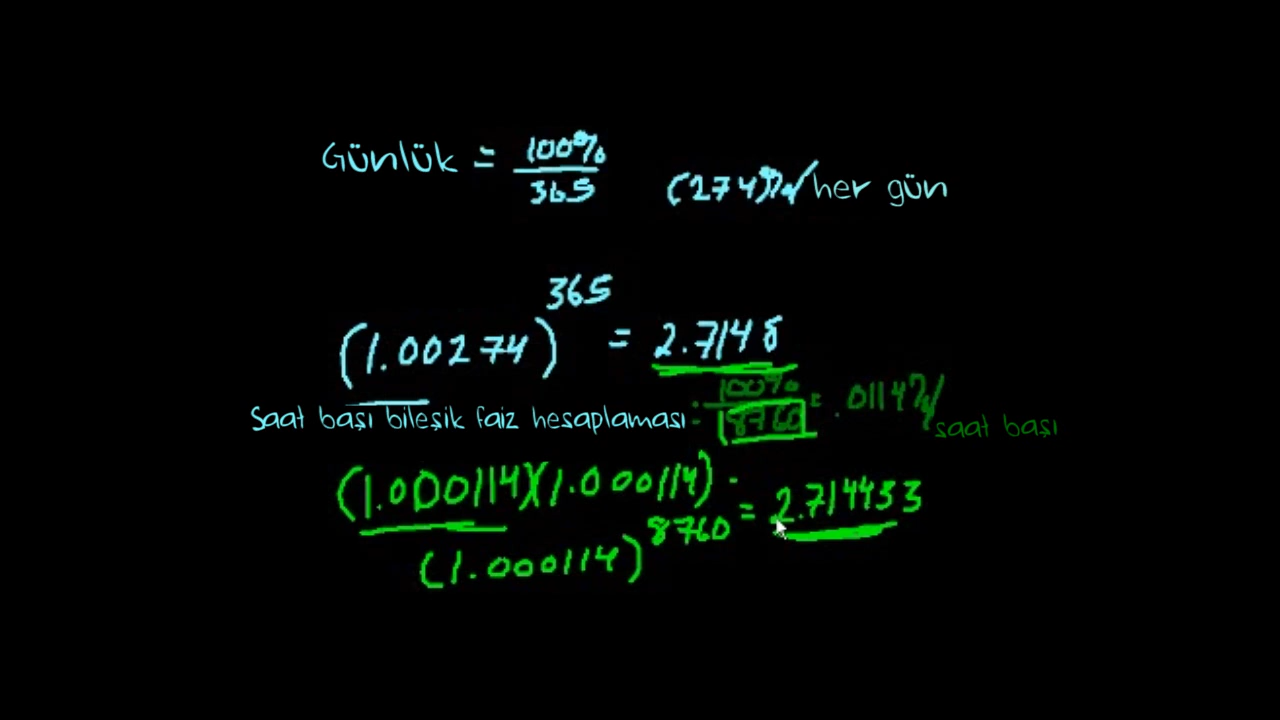 Günlük = 100% / 365 (274)%/her gün
(1.00274)^365 = 2.7148
Saat başı bileşik faiz hesaplaması: 100% / 8760 = .0114%/saat başı
(1.000114)(1.000114) ·
(1.000114)^8760 = 2.714433